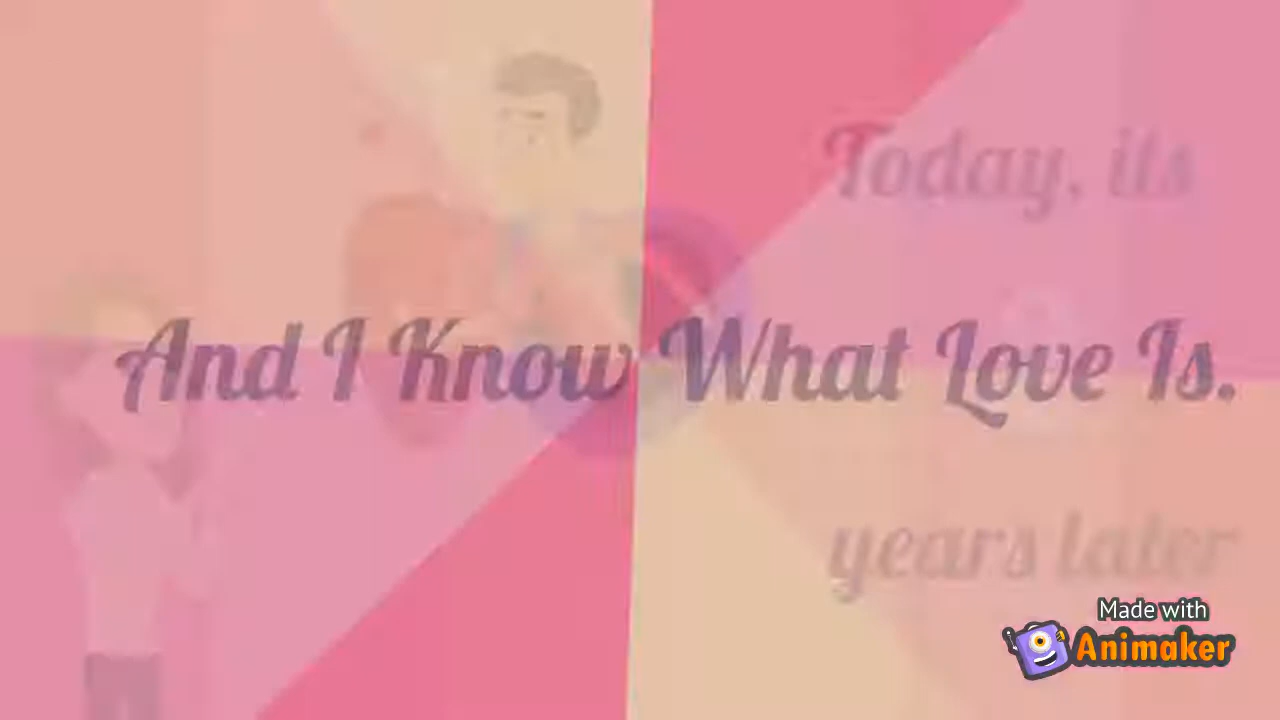 Today, its
And I Know What Love Is.
years later
Made with
Animaker